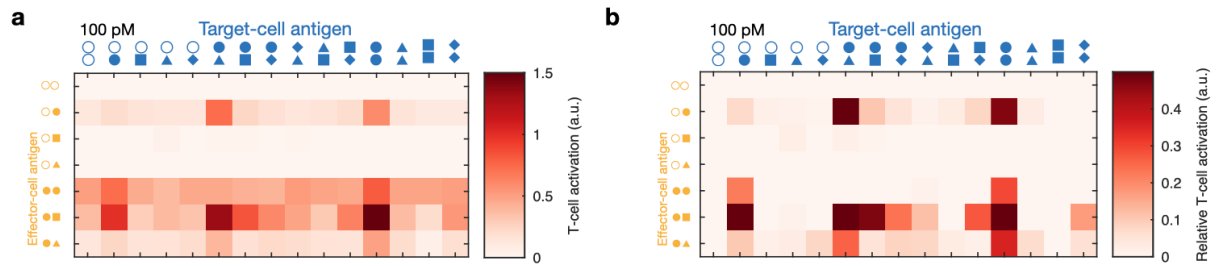 a
100 pM
Target-cell antigen
Effector-cell antigen
1.5
1
0.5
0
T-cell activation (a.u.)
b
100 pM
Target-cell antigen
Effector-cell antigen
0.4
0.3
0.2
0.1
0
Relative T-cell activation (a.u.)